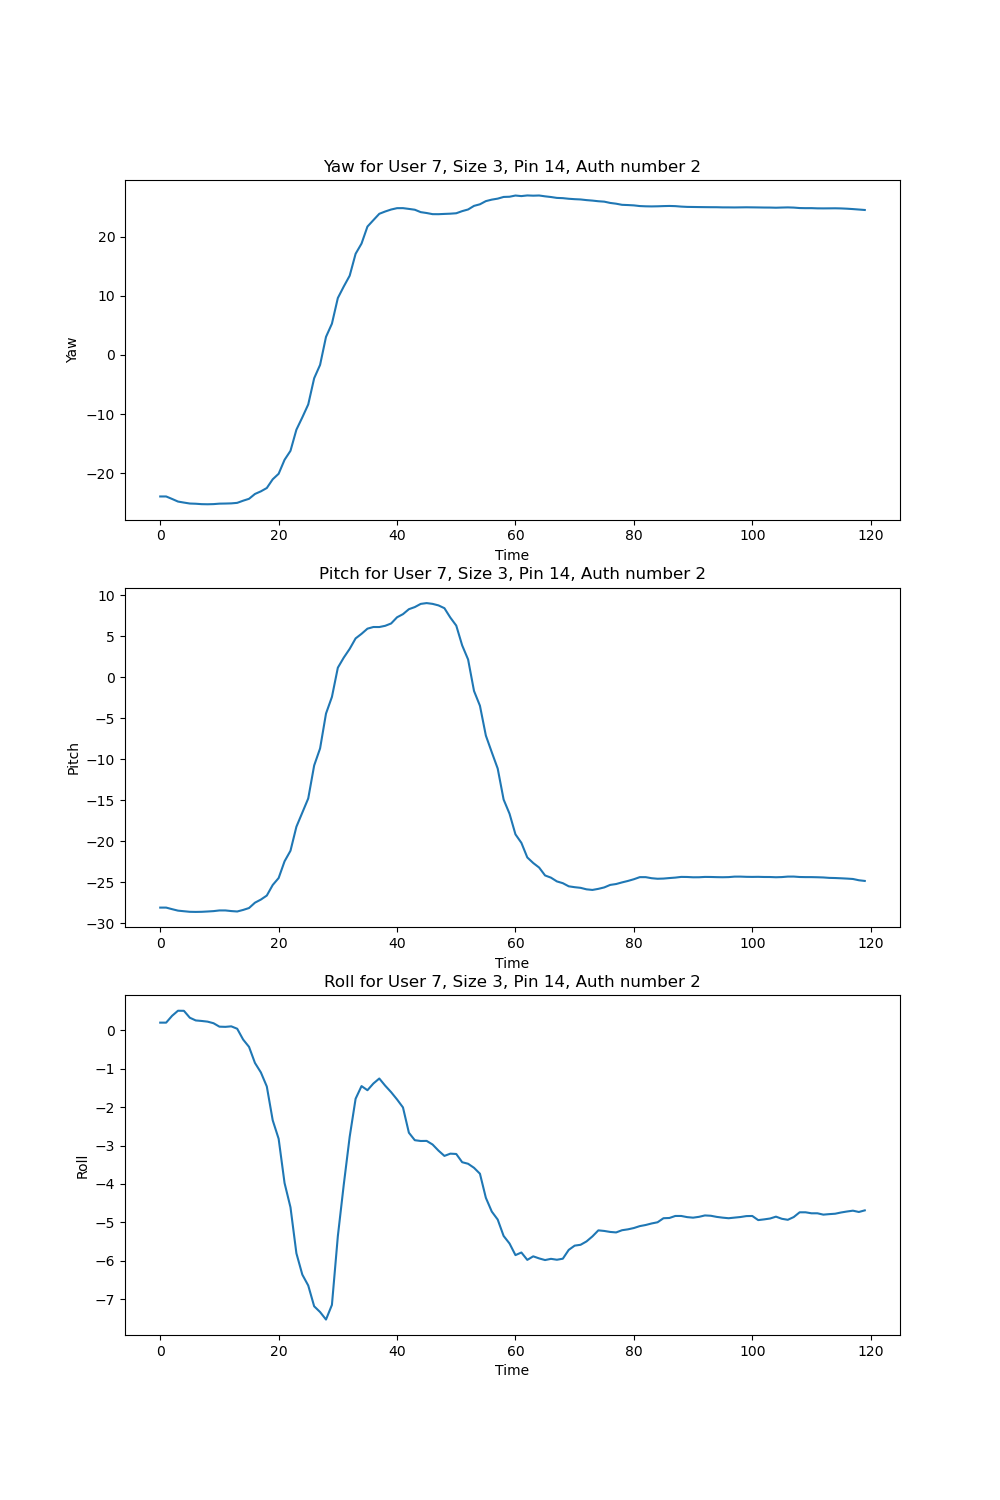 Yaw for User 7, Size 3, Pin 14, Auth number 2
20
10
0
−10
−20
Yaw
0 20 40 60 80 100 120
Time
Pitch for User 7, Size 3, Pin 14, Auth number 2
10
5
0
−5
−10
−15
−20
−25
−30
Pitch
0 20 40 60 80 100 120
Time
Roll for User 7, Size 3, Pin 14, Auth number 2
0
−1
−2
−3
−4
−5
−6
−7
Roll
0 20 40 60 80 100 120
Time